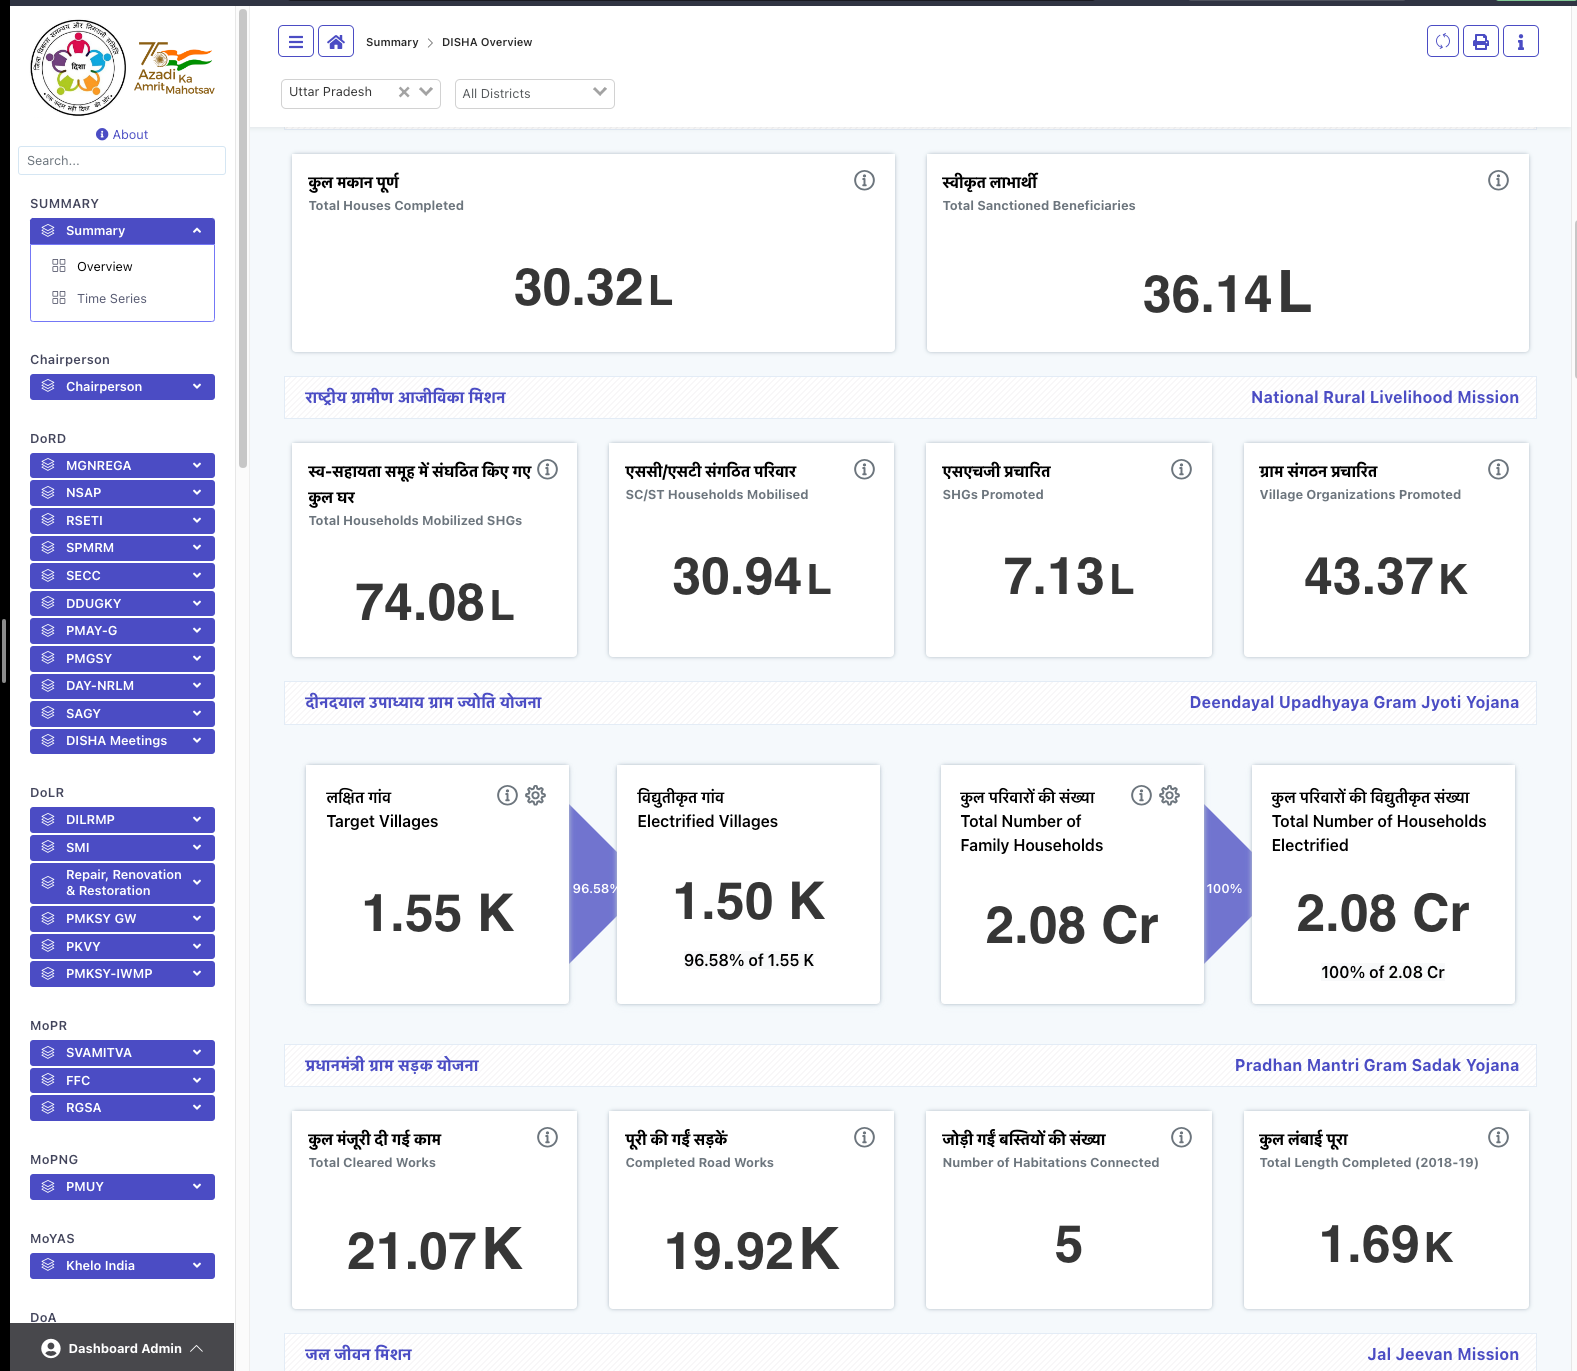 75
Azadi Ka
Amrit Mahotsav
दिशा
About
Search...
SUMMARY
Summary
Overview
Time Series
Chairperson
Chairperson
DoRD
MGNREGA
NSAP
RSETI
SPMRM
SECC
DDUGKY
PMAY-G
PMGSY
DAY-NRLM
SAGY
DISHA Meetings
DoLR
DILRMP
SMI
Repair, Renovation
& Restoration
PMKSY GW
PKVY
PMKSY-IWMP
MoPR
SVAMITVA
FFC
RGSA
MoPNG
PMUY
MoYAS
Khelo India
DoA
Dashboard Admin
Summary > DISHA Overview
Uttar Pradesh
All Districts
कुल मकान पूर्ण
Total Houses Completed
30.32 L
स्वीकृत लाभार्थी
Total Sanctioned Beneficiaries
36.14 L
राष्ट्रीय ग्रामीण आजीविका मिशन
National Rural Livelihood Mission
स्व-सहायता समूह में संघठित किए गए
कुल घर
Total Households Mobilized SHGs
74.08 L
एससी/एसटी संगठित परिवार
SC/ST Households Mobilised
30.94 L
एसएचजी प्रचारित
SHGs Promoted
7.13 L
ग्राम संगठन प्रचारित
Village Organizations Promoted
43.37 K
दीनदयाल उपाध्याय ग्राम ज्योति योजना
Deendayal Upadhyaya Gram Jyoti Yojana
लक्षित गांव
Target Villages
1.55 K
96.58%
विद्युतीकृत गांव
Electrified Villages
1.50 K
96.58% of 1.55 K
कुल परिवारों की संख्या
Total Number of
Family Households
2.08 Cr
100%
कुल परिवारों की विद्युतीकृत संख्या
Total Number of Households
Electrified
2.08 Cr
100% of 2.08 Cr
प्रधानमंत्री ग्राम सड़क योजना
Pradhan Mantri Gram Sadak Yojana
कुल मंजूरी दी गई काम
Total Cleared Works
21.07 K
पूरी की गईं सड़कें
Completed Road Works
19.92 K
जोड़ी गईं बस्तियों की संख्या
Number of Habitations Connected
5
कुल लंबाई पूरा
Total Length Completed (2018-19)
1.69 K
जल जीवन मिशन
Jal Jeevan Mission